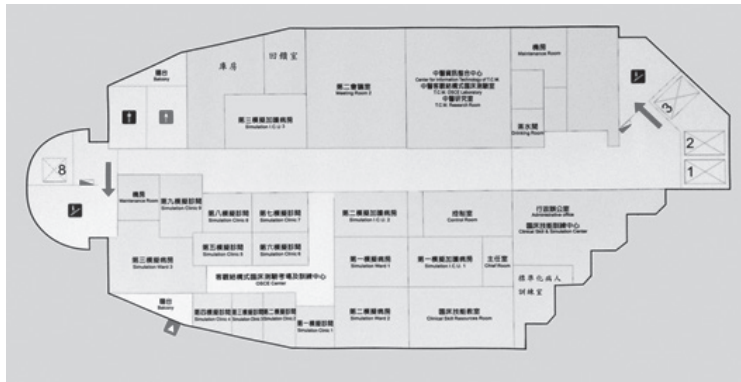 陽台
Balcony
庫房
回饋室
第三模擬加護病房
Simulation I.C.U 3
第二會議室
Meeting Room 2
中醫資訊整合中心
Center for Information Technology of T.C.M.
中醫客觀結構式臨床測驗室
T.C.M. OSCE Laboratory
中醫研究室
T.C.M. Research Room
機房
Maintenance Room
茶水間
Drinking Room
3
2
1
8
機房
Maintenance Room
第九模擬診間
Simulation Clinic 9
第八模擬診間
Simulation Clinic 8
第七模擬診間
Simulation Clinic 7
第二模擬加護病房
Simulation I.C.U. 2
控制室
Control Room
行政辦公室
Administrative office
臨床技能訓練中心
Clinical Skill & Simulation Center
第三模擬病房
Simulation Ward 3
第五模擬診間
Simulation Clinic 5
第六模擬診間
Simulation Clinic 6
客觀結構式臨床測驗考場及訓練中心
OSCE Center
第一模擬病房
Simulation Ward 1
第一模擬加護病房
Simulation I.C.U. 1
主任室
Chief Room
標準化病人
訓練室
陽台
Balcony
第四模擬診間
Simulation Clinic 4
第三模擬診間
Simulation Clinic 3
第二模擬診間
Simulation Clinic 2
第一模擬診間
Simulation Clinic 1
第二模擬病房
Simulation Ward 2
臨床技能教室
Clinical Skill Resources Room